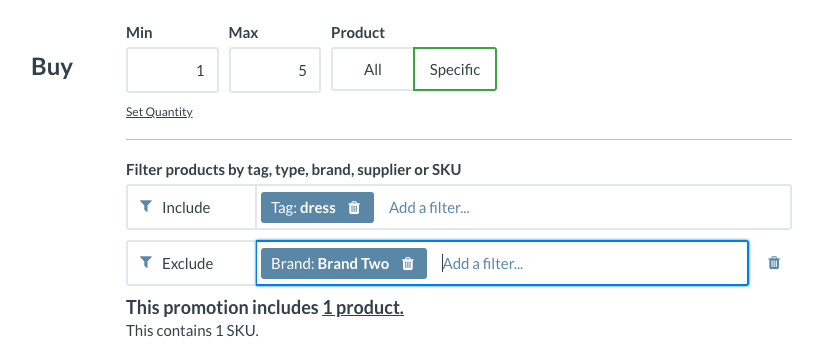 Min Max Product
Buy 1 5 All Specific
Set Quantity
Filter products by tag, type, brand, supplier or SKU
Include Tag: dress Add a filter...
Exclude Brand: Brand Two Add a filter...
This promotion includes 1 product.
This contains 1 SKU.